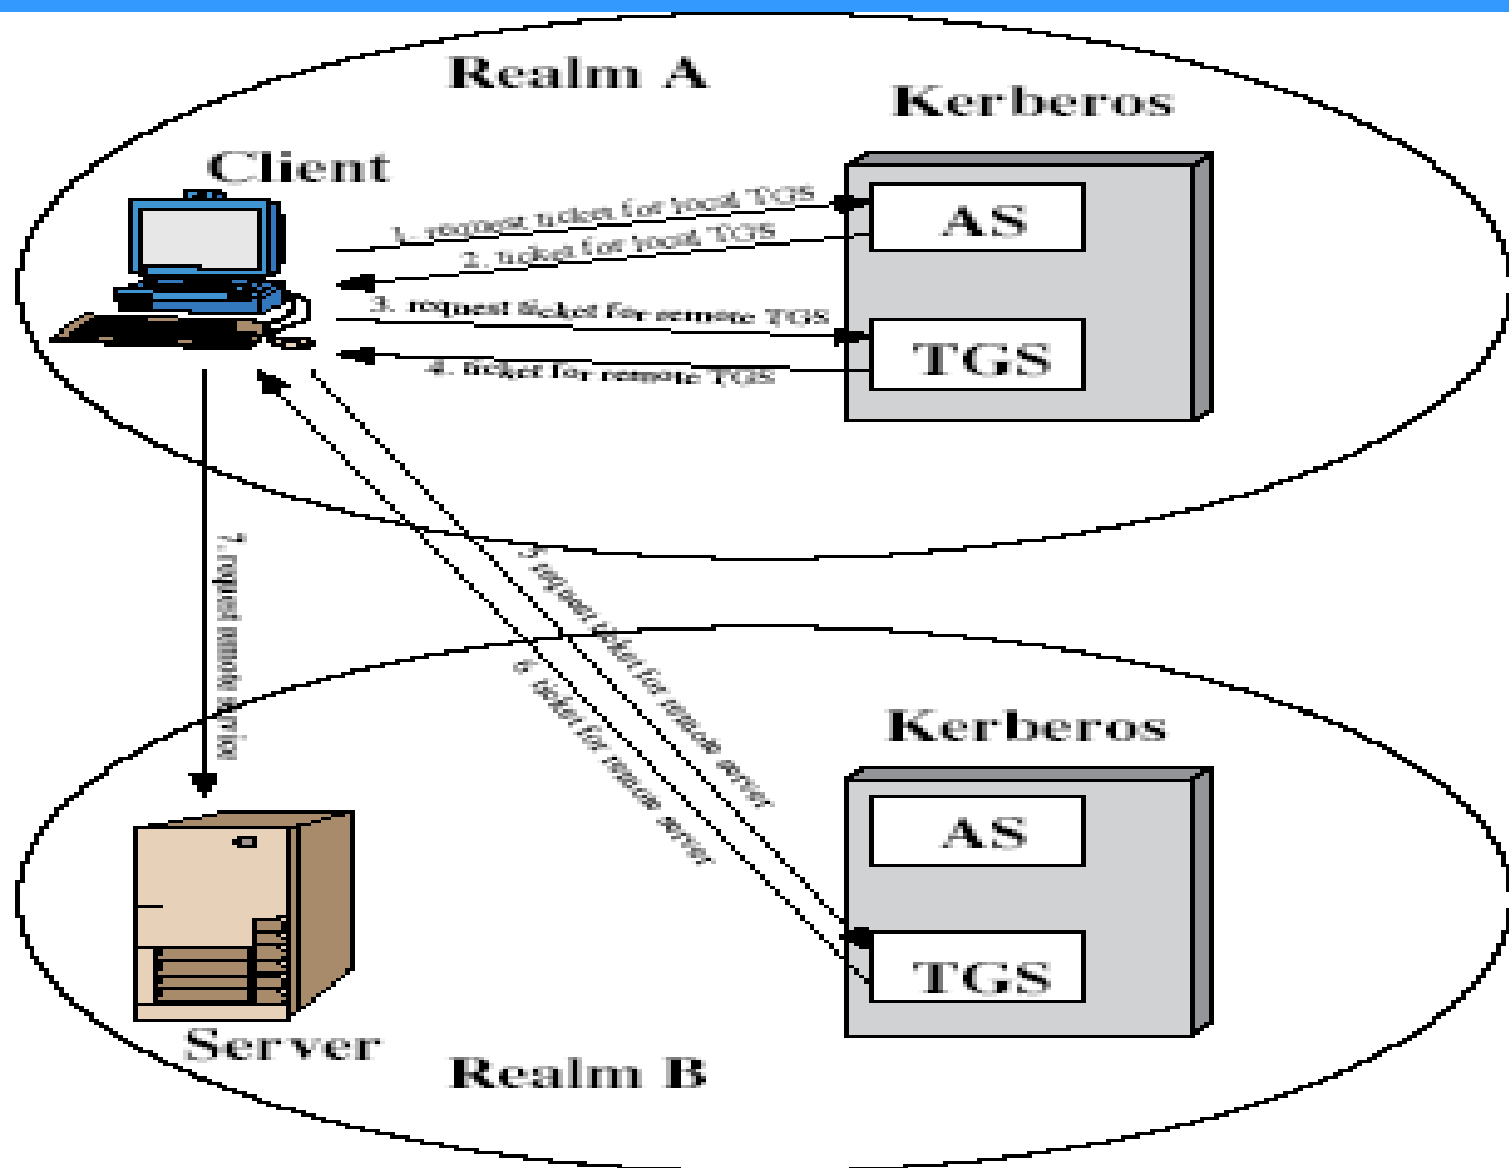 Realm A
Kerberos
Client
1. request ticket for local TGS
AS
2. ticket for local TGS
3. request ticket for remote TGS
TGS
4. ticket for remote TGS
7. request remote service
5 request ticket for remote server
6. ticket for remote server
Kerberos
AS
TGS
Server
Realm B